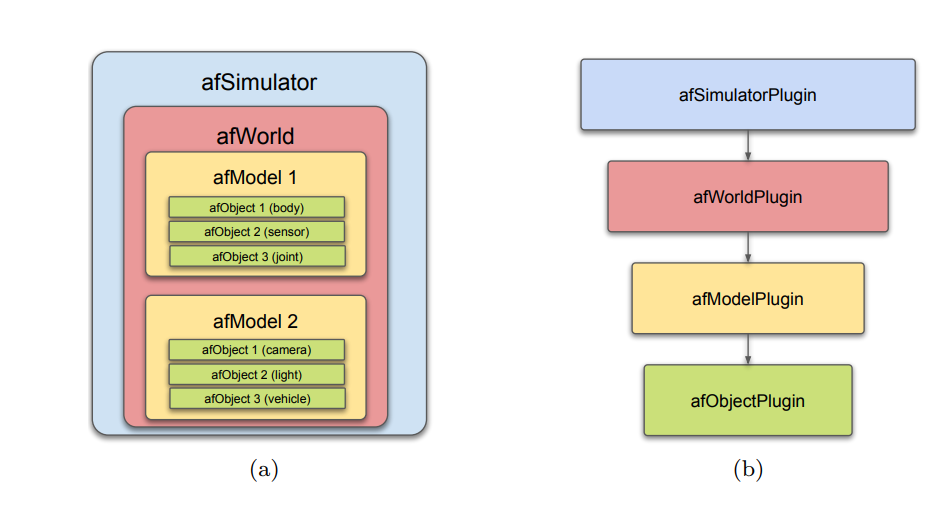 afSimulator
afWorld
afModel 1
afObject 1 (body)
afObject 2 (sensor)
afObject 3 (joint)
afModel 2
afObject 1 (camera)
afObject 2 (light)
afObject 3 (vehicle)
(a)
afSimulatorPlugin
afWorldPlugin
afModelPlugin
afObjectPlugin
(b)